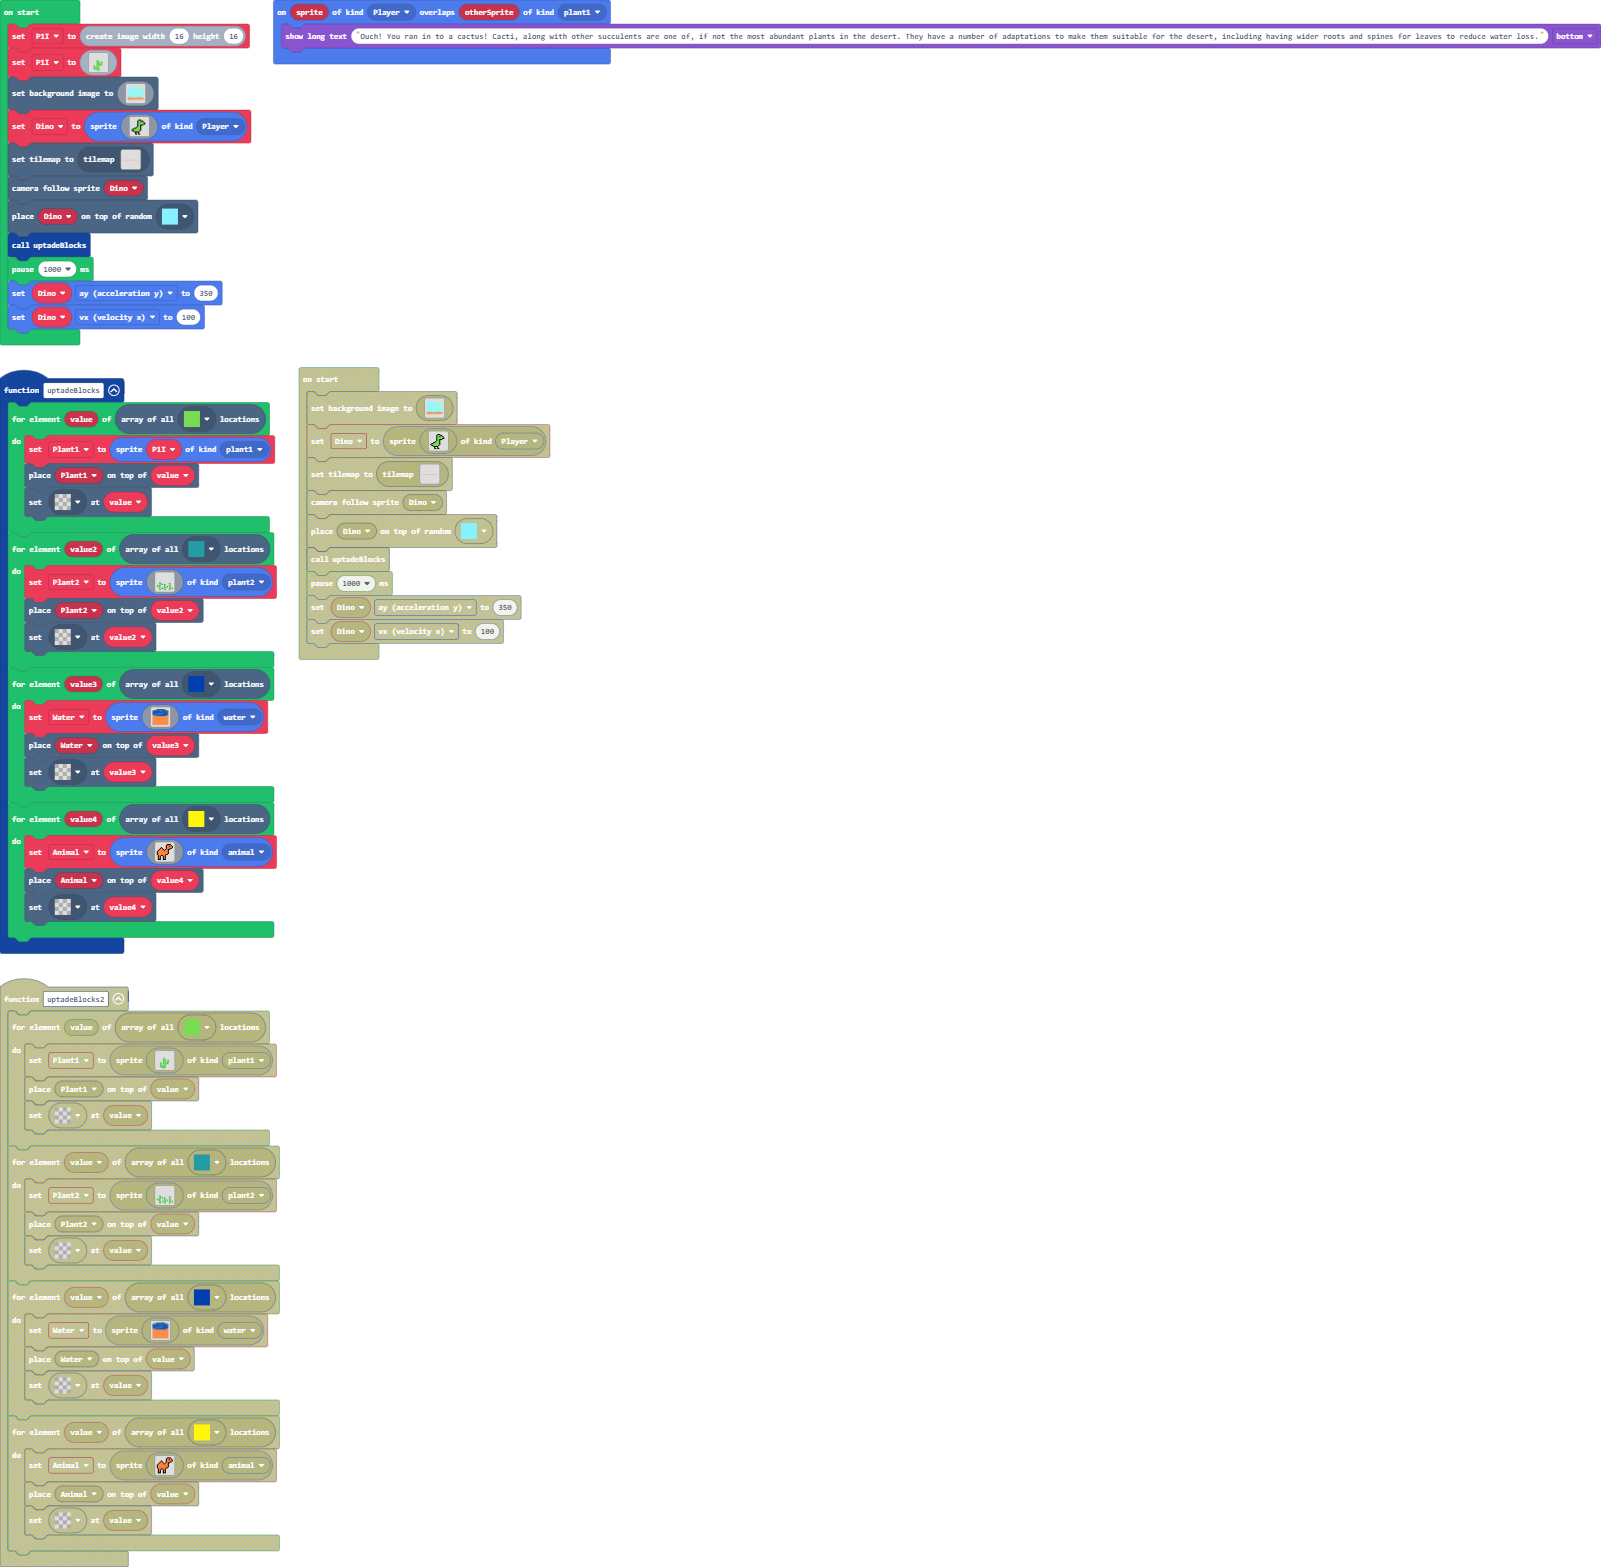 on start
set P1I to create image width 16 height 16
set P1I to
set background image to
set Dino to sprite of kind Player
set tilemap to tilemap
camera follow sprite Dino
place Dino on top of random
call uptadeBlocks
pause 1000 ms
set Dino ay (acceleration y) to 350
set Dino vx (velocity x) to 100
on sprite of kind Player overlaps otherSprite of kind plant1
show long text "Ouch! You ran in to a cactus! Cacti, along with other succulents are one of, if not the most abundant plants in the desert. They have a number of adaptations to make them suitable for the desert, including having wider roots and spines for leaves to reduce water loss." bottom
function uptadeBlocks
for element value of array of all locations
do
set Plant1 to sprite P1I of kind plant1
place Plant1 on top of value
set at value
for element value2 of array of all locations
do
set Plant2 to sprite of kind plant2
place Plant2 on top of value2
set at value2
for element value3 of array of all locations
do
set Water to sprite of kind water
place Water on top of value3
set at value3
for element value4 of array of all locations
do
set Animal to sprite of kind animal
place Animal on top of value4
set at value4
on start
set background image to
set Dino to sprite of kind Player
set tilemap to tilemap
camera follow sprite Dino
place Dino on top of random
call uptadeBlocks
pause 1000 ms
set Dino ay (acceleration y) to 350
set Dino vx (velocity x) to 100
function uptadeBlocks2
for element value of array of all locations
do
set Plant1 to sprite of kind plant1
place Plant1 on top of value
set at value
for element value of array of all locations
do
set Plant2 to sprite of kind plant2
place Plant2 on top of value
set at value
for element value of array of all locations
do
set Water to sprite of kind water
place Water on top of value
set at value
for element value of array of all locations
do
set Animal to sprite of kind animal
place Animal on top of value
set at value